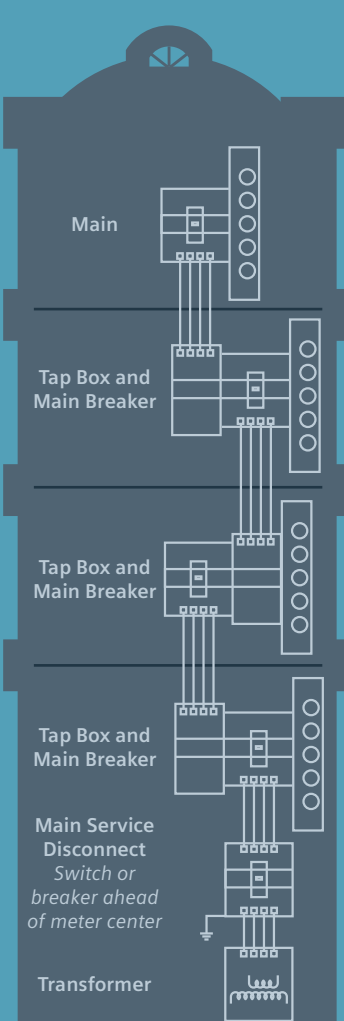 Main
Tap Box and
Main Breaker
Tap Box and
Main Breaker
Tap Box and
Main Breaker
Main Service
Disconnect
Switch or
breaker ahead
of meter center
Transformer